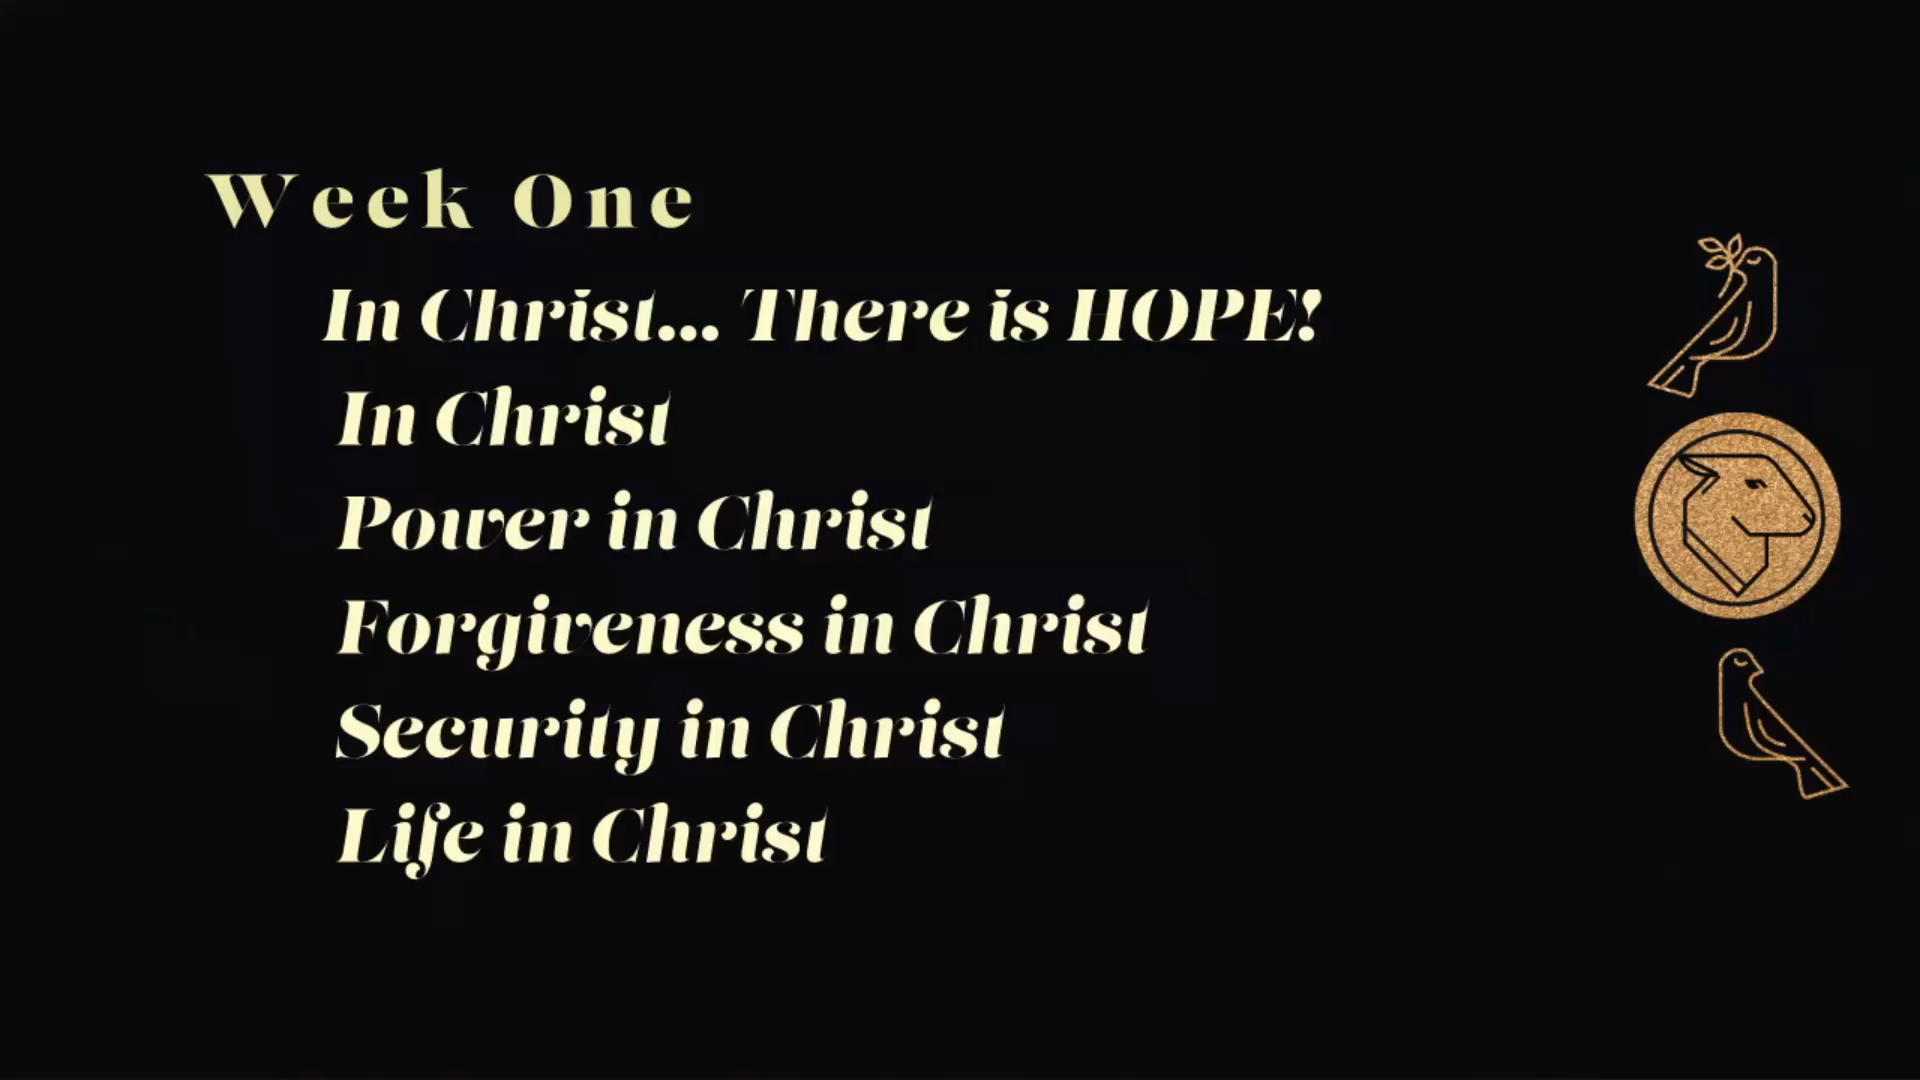 Week One
In Christ... There is HOPE!
In Christ
Power in Christ
Forgiveness in Christ
Security in Christ
Life in Christ